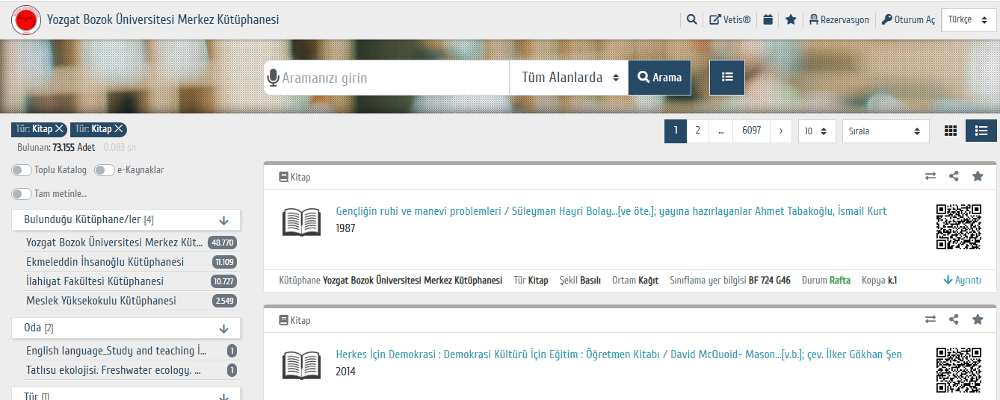 Yozgat Bozok Üniversitesi Merkez Kütüphanesi
Vetis® Rezervasyon Oturum Aç Türkçe
Aramanızı girin Tüm Alanlarda Arama
Tür: Kitap Tür: Kitap
1 2 … 6097 › 10 Sırala
Bulunan: 73.155 Adet 0.083 sn
Toplu Katalog e-Kaynaklar
Tam metinle...
Bulunduğu Kütüphane/ler [4]
Yozgat Bozok Üniversitesi Merkez Küt... 48.770
Ekmeleddin İhsanoğlu Kütüphanesi 11.109
İlahiyat Fakültesi Kütüphanesi 10.727
Meslek Yüksekokulu Kütüphanesi 2.549
Oda [2]
English language_Study and teaching İ... 1
Tatlısu ekolojisi. Freshwater ecology. ... 1
Tür [1]
Kitap
Gençliğin ruhi ve manevi problemleri / Süleyman Hayri Bolay...[ve öte.]; yayına hazırlayanlar Ahmet Tabakoğlu, İsmail Kurt
1987
Kütüphane Yozgat Bozok Üniversitesi Merkez Kütüphanesi Tür Kitap Şekil Basılı Ortam Kağıt Sınıflama yer bilgisi BF 724 G46 Durum Rafta Kopya k.1 Ayrıntı
Kitap
Herkes İçin Demokrasi : Demokrasi Kültürü İçin Eğitim : Öğretmen Kitabı / David McQuoid- Mason...[v.b.]; çev. İlker Gökhan Şen
2014